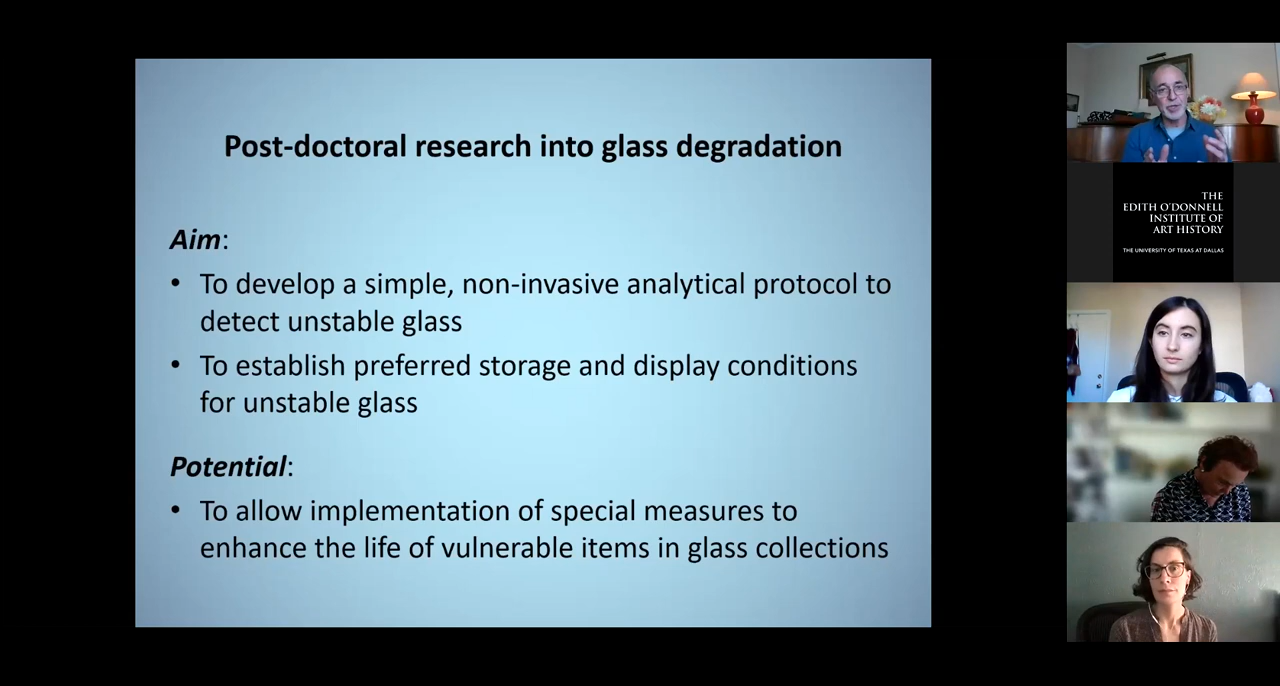 Post-doctoral research into glass degradation
Aim:
• To develop a simple, non-invasive analytical protocol to
detect unstable glass
• To establish preferred storage and display conditions
for unstable glass
Potential:
• To allow implementation of special measures to
enhance the life of vulnerable items in glass collections
THE
EDITH O'DONNELL
INSTITUTE OF
ART HISTORY
THE UNIVERSITY OF TEXAS AT DALLAS